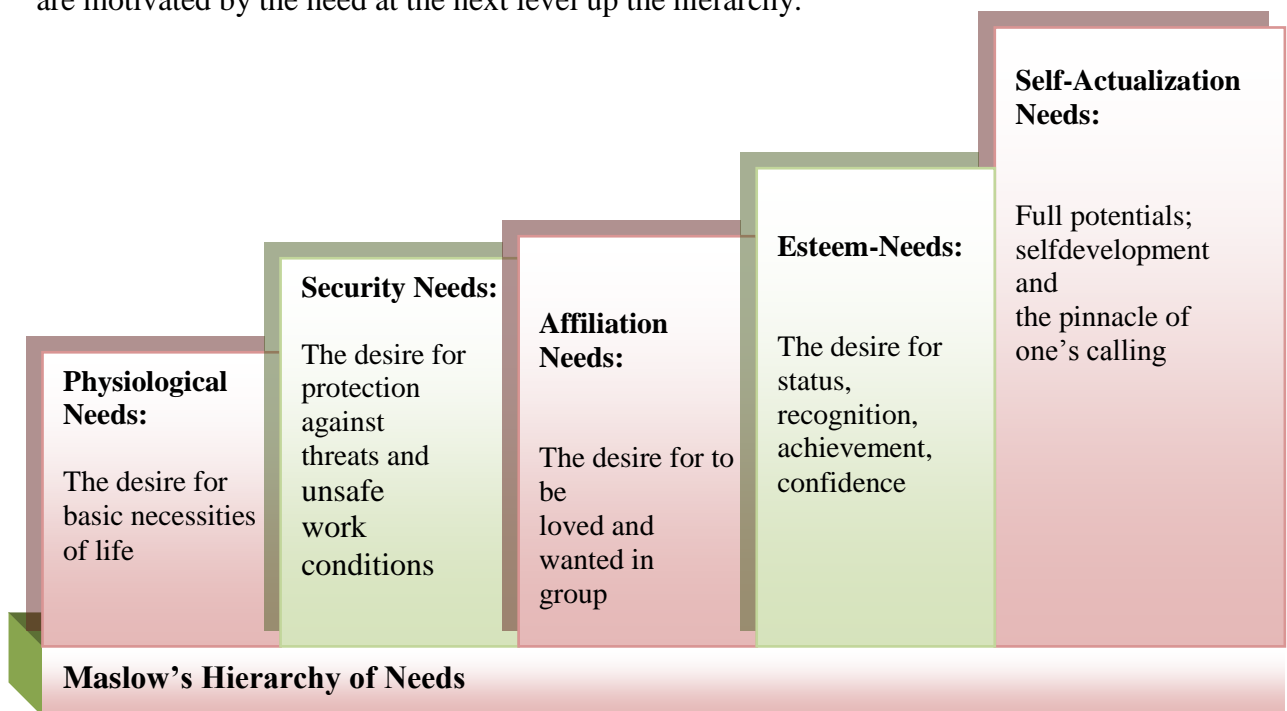 are motivated by the need at the next level up the hierarchy.
Physiological
Needs:
The desire for
basic necessities
of life
Security Needs:
The desire for
protection
against
threats and
unsafe
work
conditions
Affiliation
Needs:
The desire for to
be
loved and
wanted in
group
Esteem-Needs:
The desire for
status,
recognition,
achievement,
confidence
Self-Actualization
Needs:
Full potentials;
selfdevelopment
and
the pinnacle of
one’s calling
Maslow’s Hierarchy of Needs